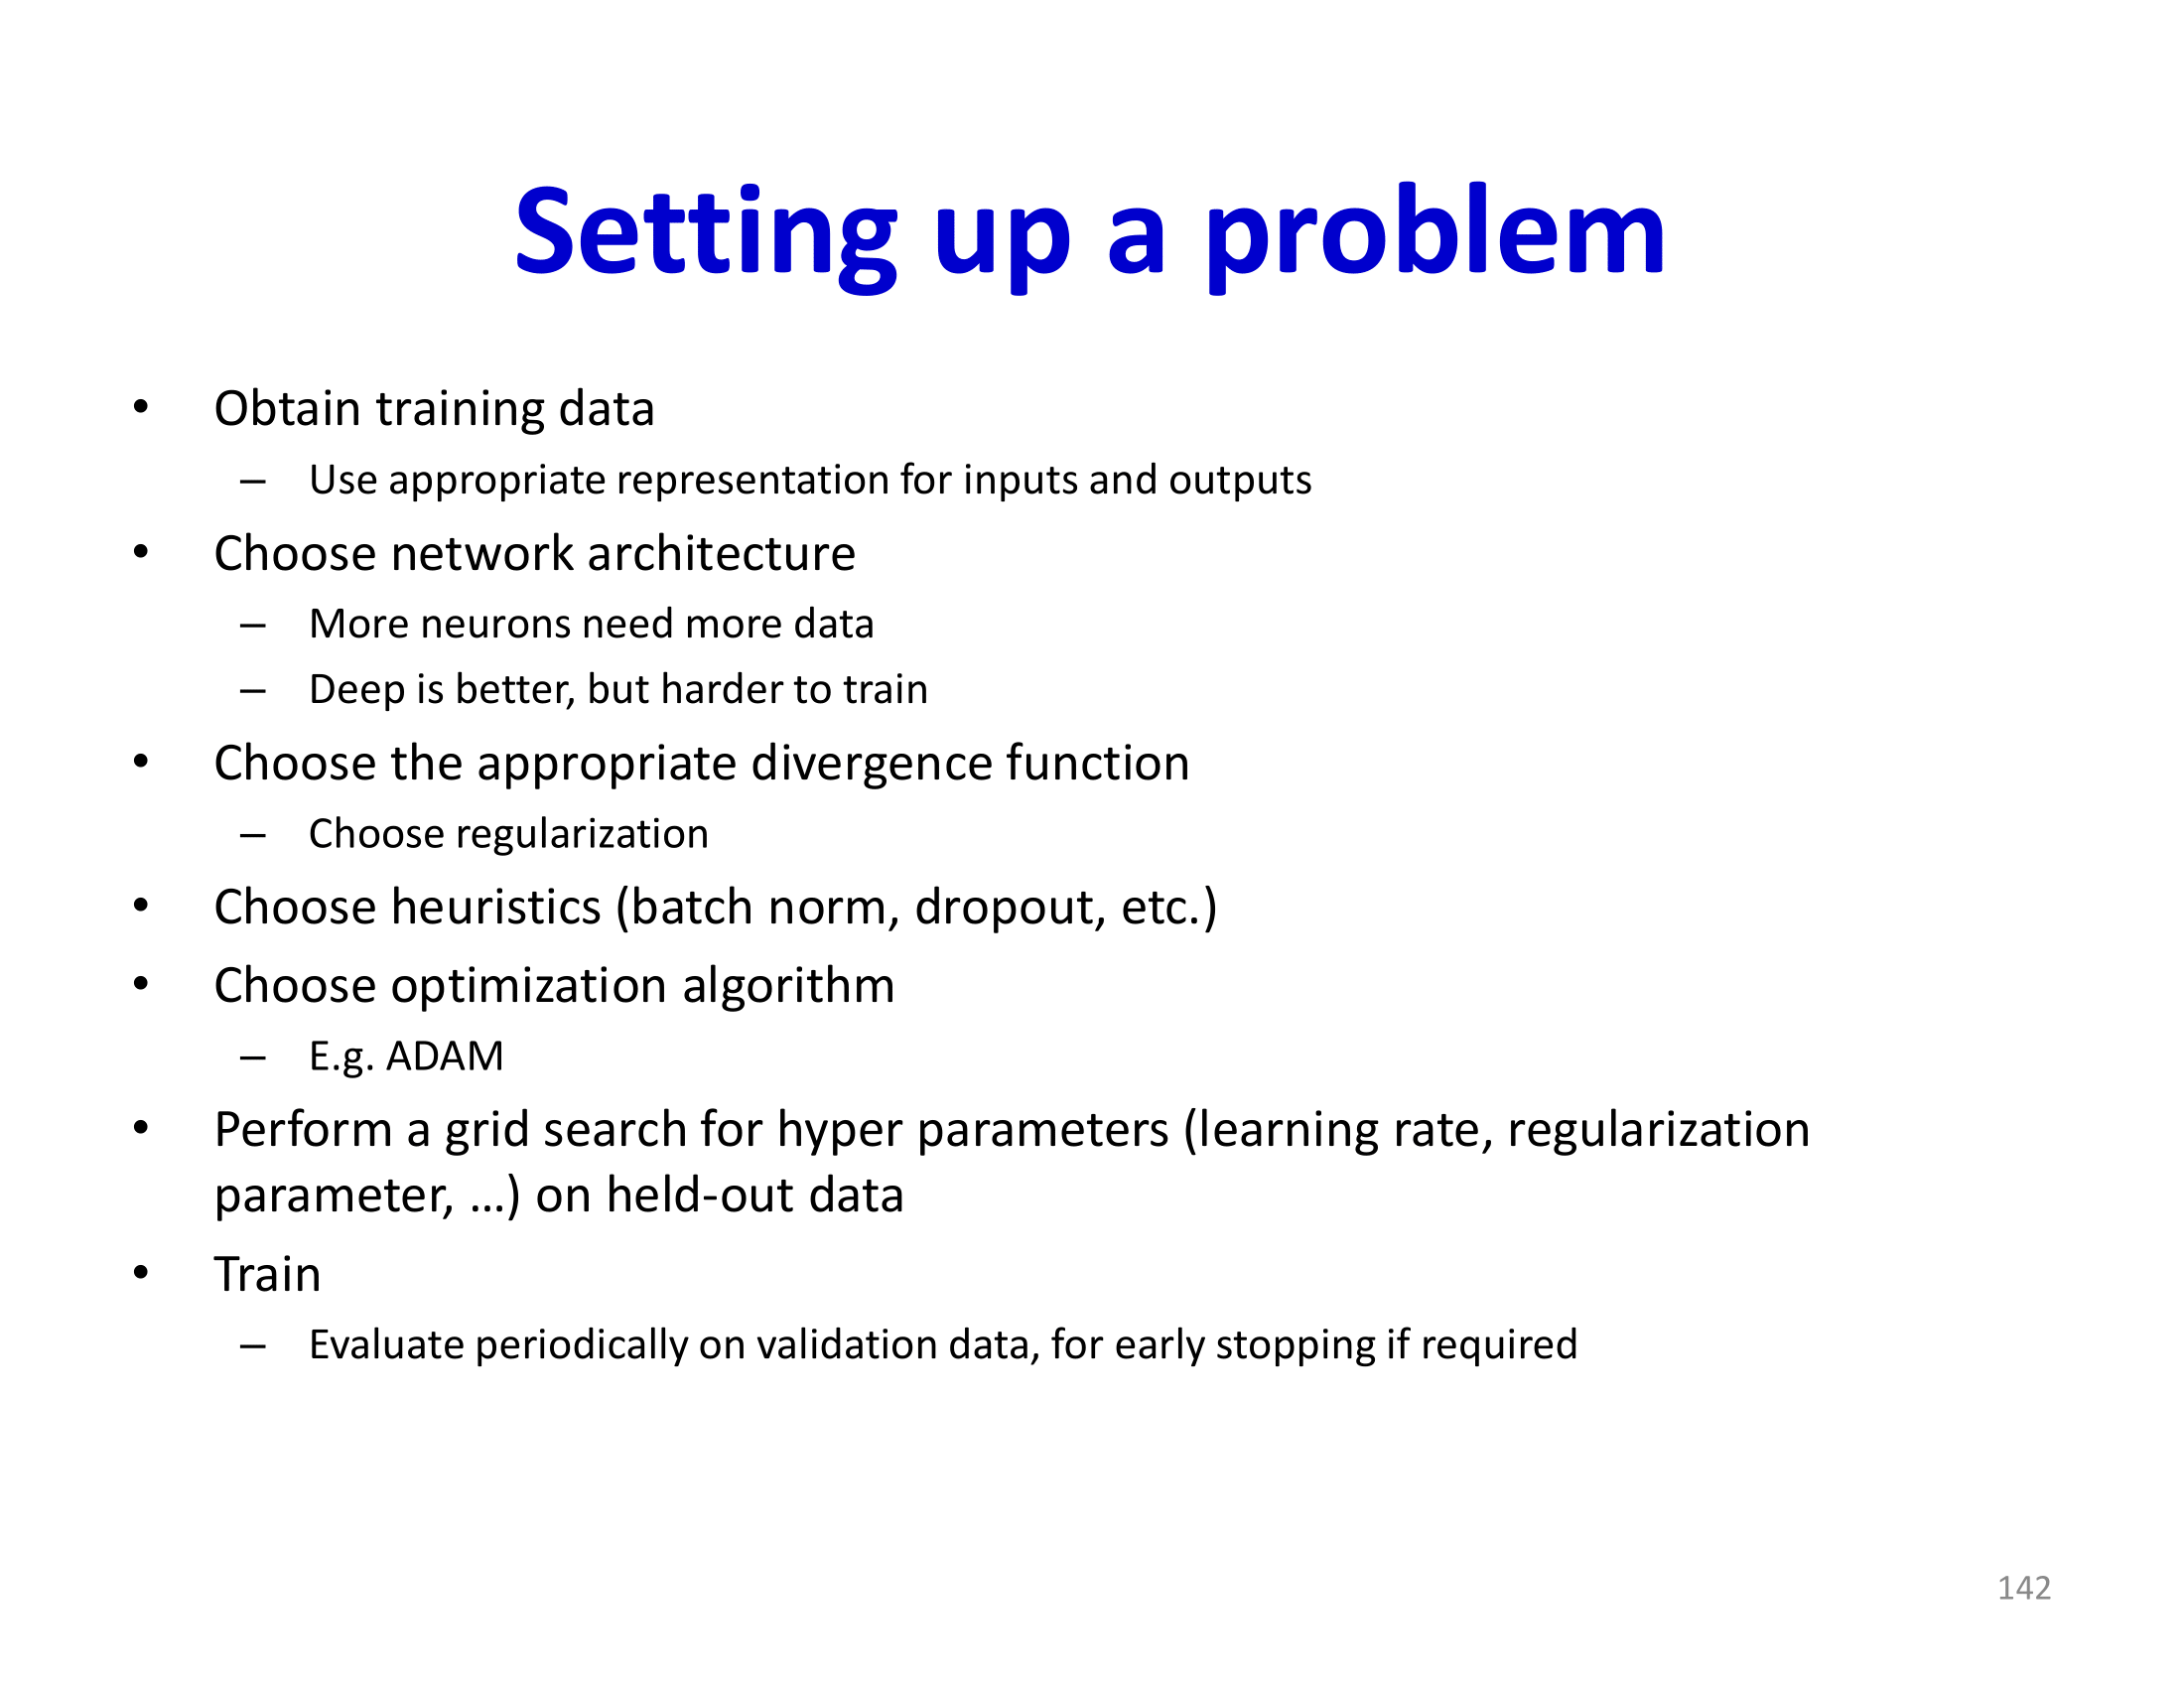 Setting up a problem
• Obtain training data
– Use appropriate representation for inputs and outputs
• Choose network architecture
– More neurons need more data
– Deep is better, but harder to train
• Choose the appropriate divergence function
– Choose regularization
• Choose heuristics (batch norm, dropout, etc.)
• Choose optimization algorithm
– E.g. ADAM
• Perform a grid search for hyper parameters (learning rate, regularization
parameter, …) on held-out data
• Train
– Evaluate periodically on validation data, for early stopping if required
142